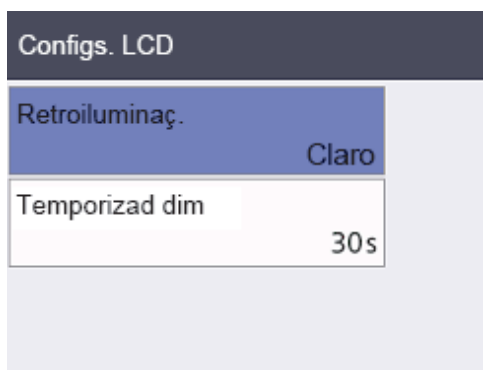 Configs. LCD
Retroiluminaç.
Claro
Temporizad dim
30s